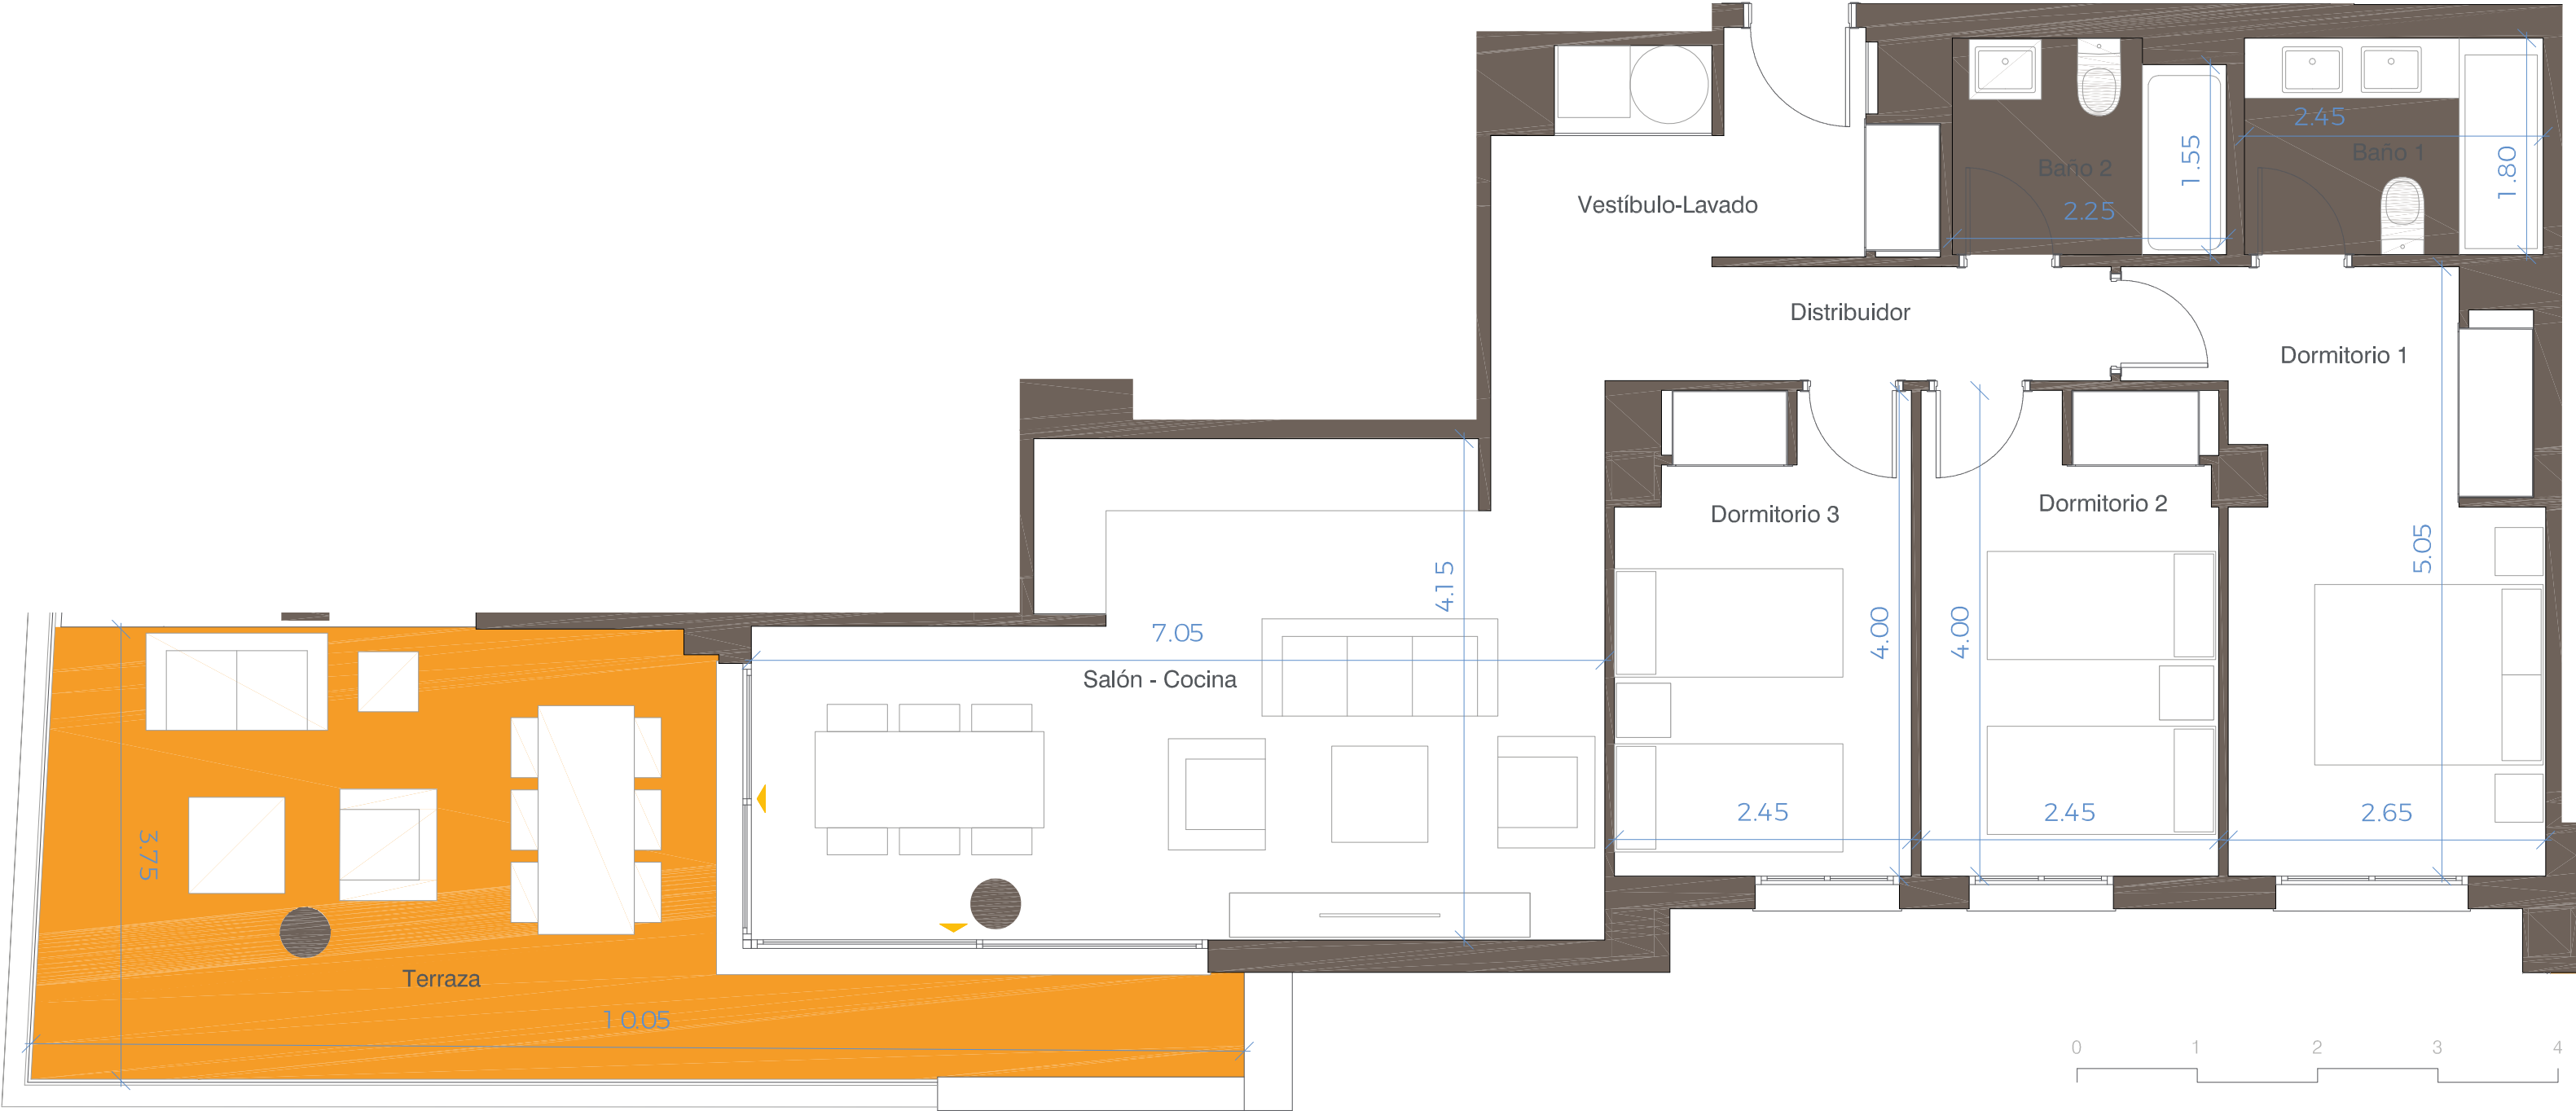 2.45
Baño 1
1.80
Baño 2
1.55
2.25
Vestíbulo-Lavado
Distribuidor
Dormitorio 1
Dormitorio 2
Dormitorio 3
5.05
4.15
4.00
4.00
7.05
Salón - Cocina
2.45
2.45
2.65
3.75
Terraza
10.05
0 1 2 3 4